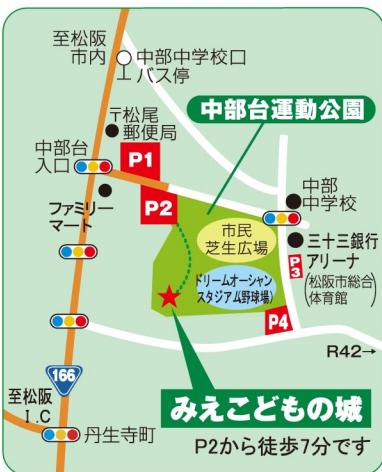 至松阪
市内
中部中学校口
バス停
〒松尾
郵便局
中部台運動公園
中部台
入口
P1
P2
ファミリー
マート
中部
中学校
市民
芝生広場
三十三銀行
アリーナ
(松阪市総合
体育館)
P3
ドリームオーシャン
スタジアム(野球場)
P4
R42→
166
至松阪
I.C
丹生寺町
みえこどもの城
P2から徒歩7分です